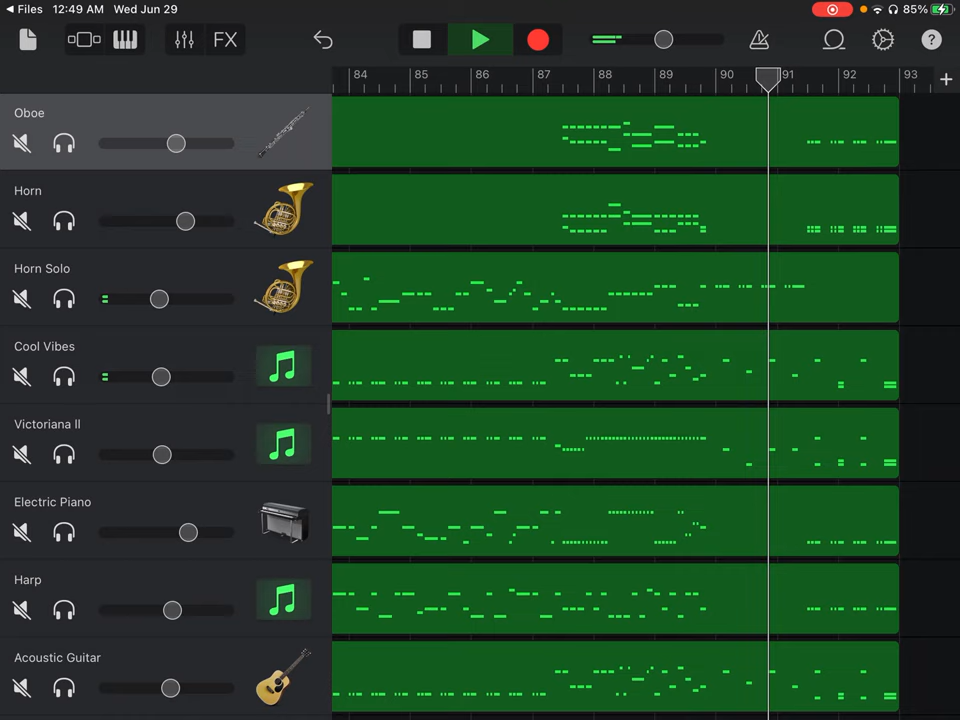 ◀ Files 12:49 AM Wed Jun 29 85%
FX ?
84 85 86 87 88 89 90 91 92 93 +
Oboe
Horn
Horn Solo
Cool Vibes
Victoriana II
Electric Piano
Harp
Acoustic Guitar